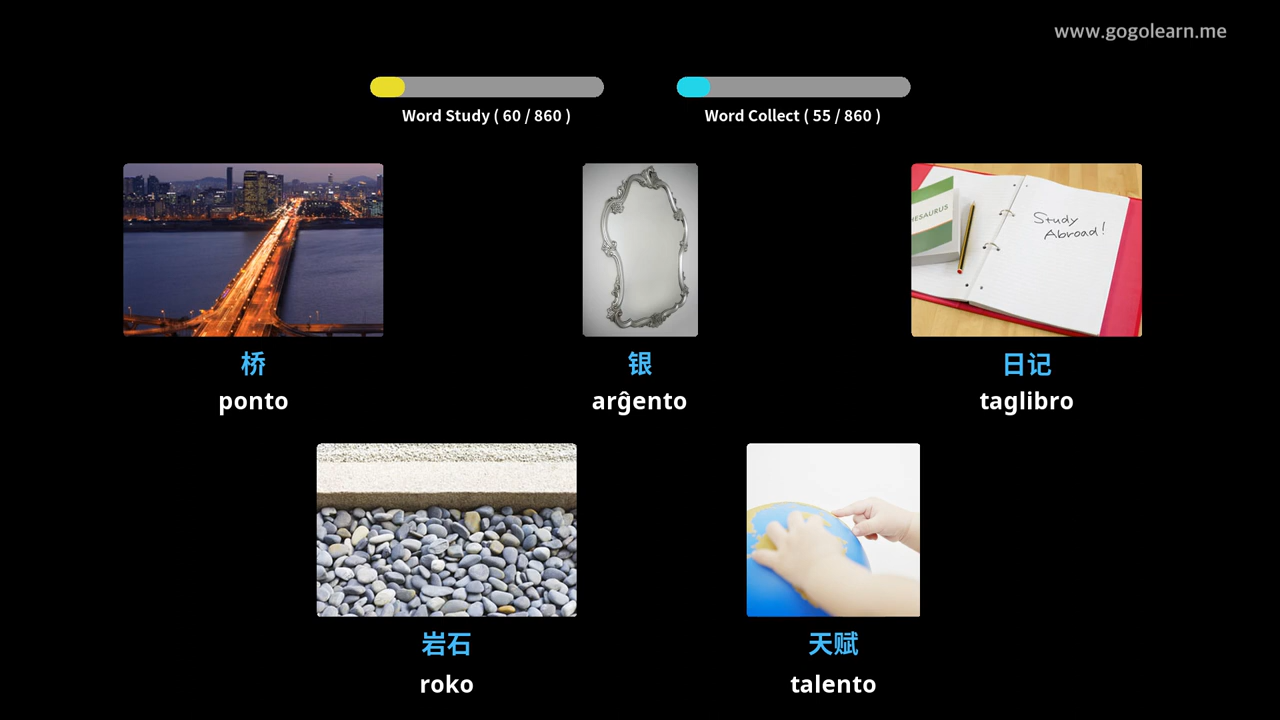 www.gogolearn.me
Word Study ( 60 / 860 )
Word Collect ( 55 / 860 )
THESAURUS
Study
Abroad!
桥
银
日记
ponto
arĝento
taglibro
岩石
天赋
roko
talento